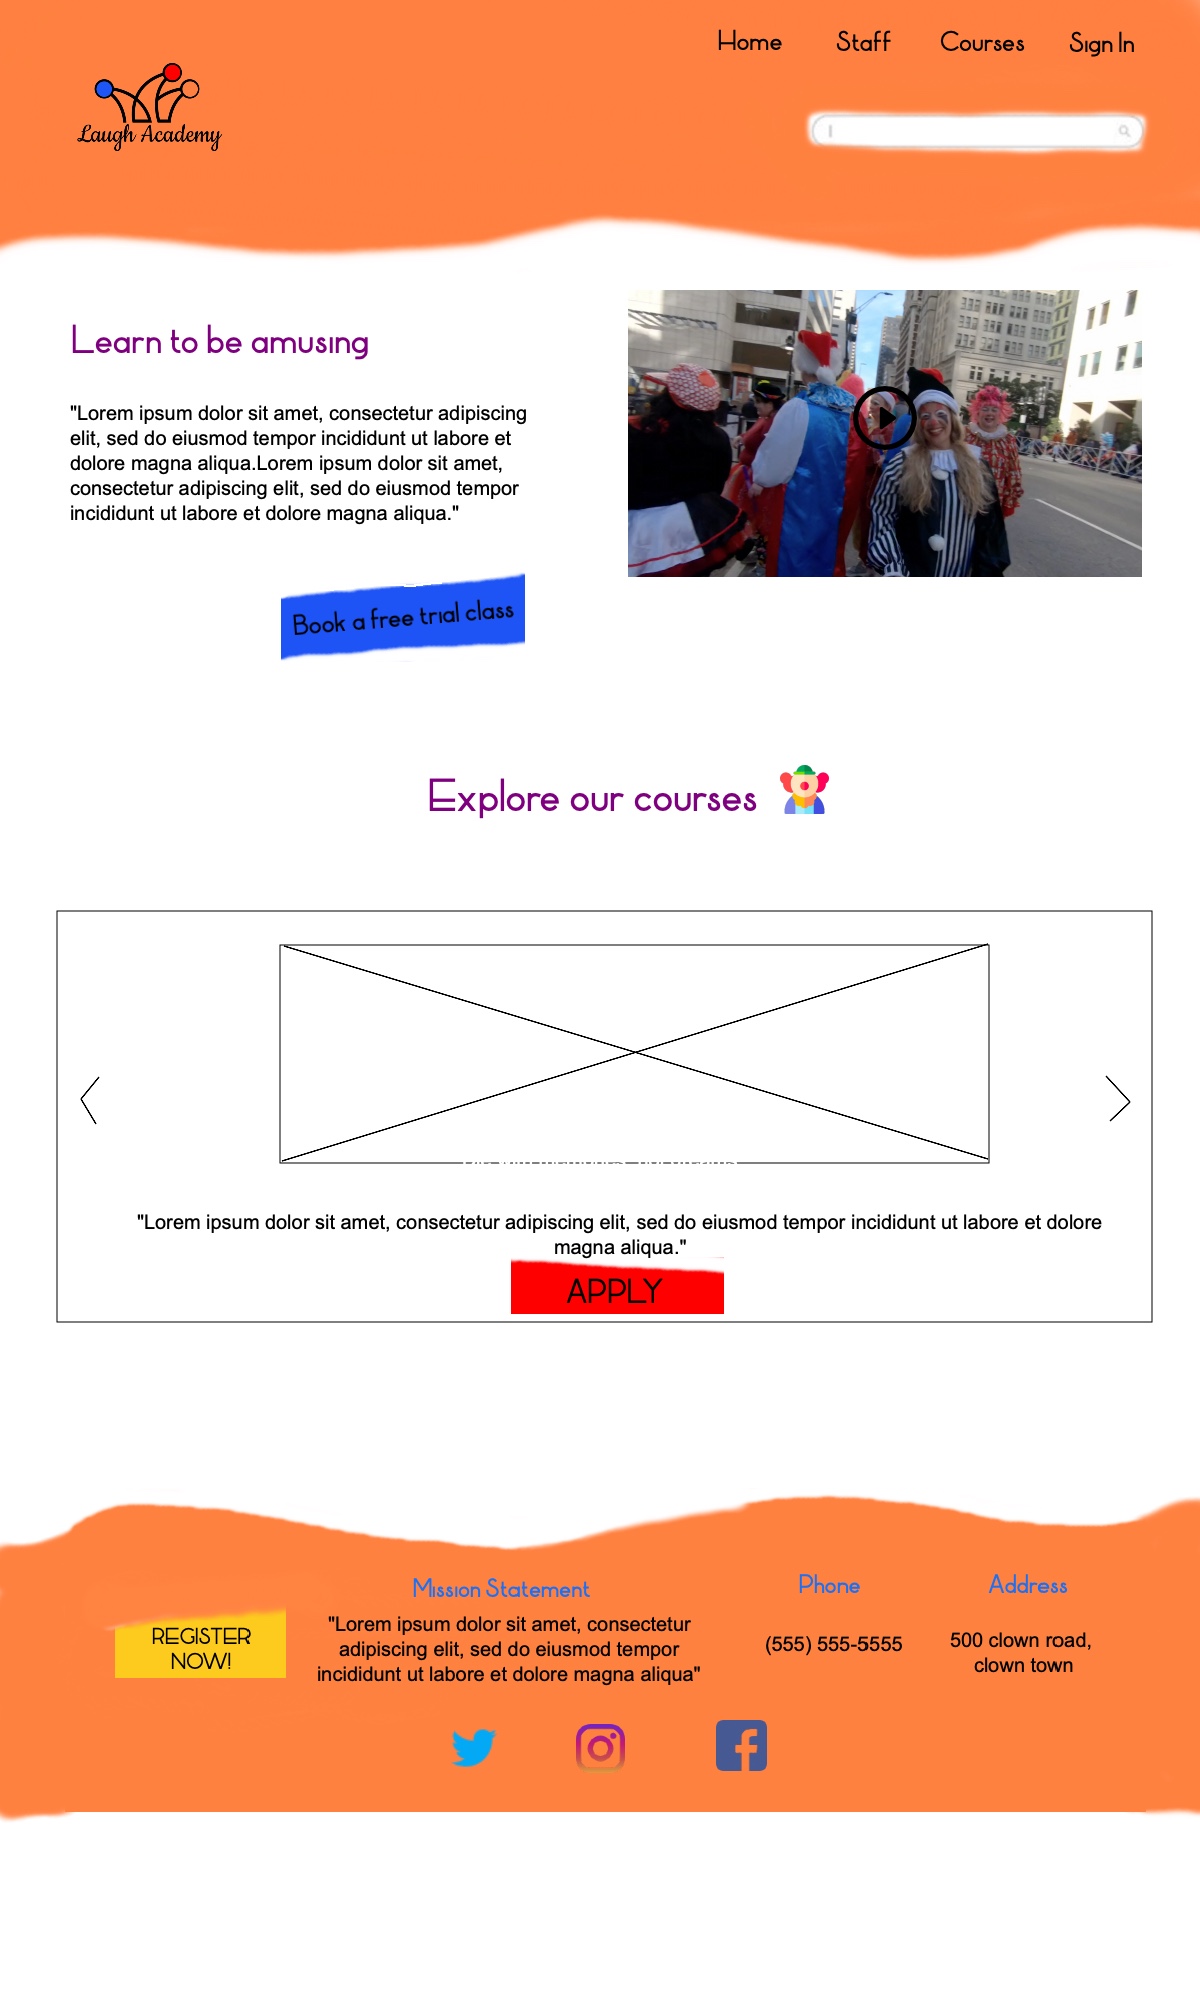 Home Staff Courses Sign In
Laugh Academy
Learn to be amusing
"Lorem ipsum dolor sit amet, consectetur adipiscing
elit, sed do eiusmod tempor incididunt ut labore et
dolore magna aliqua.Lorem ipsum dolor sit amet,
consectetur adipiscing elit, sed do eiusmod tempor
incididunt ut labore et dolore magna aliqua."
Book a free trial class
Explore our courses
"Lorem ipsum dolor sit amet, consectetur adipiscing elit, sed do eiusmod tempor incididunt ut labore et dolore
magna aliqua."
APPLY
REGISTER
NOW!
Mission Statement
"Lorem ipsum dolor sit amet, consectetur
adipiscing elit, sed do eiusmod tempor
incididunt ut labore et dolore magna aliqua"
Phone
(555) 555-5555
Address
500 clown road,
clown town